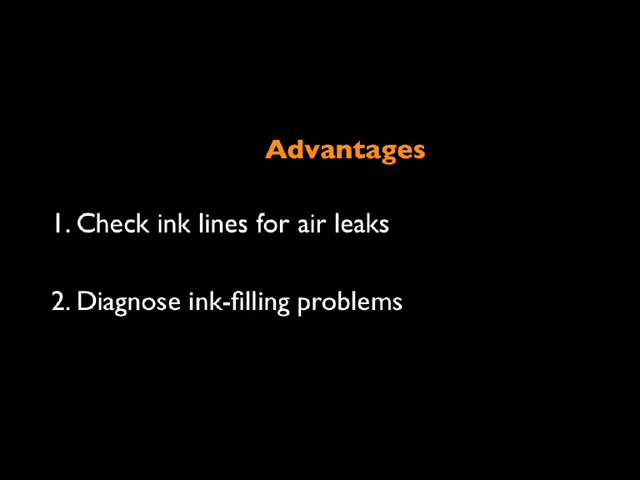 Advantages
1. Check ink lines for air leaks
2. Diagnose ink-filling problems